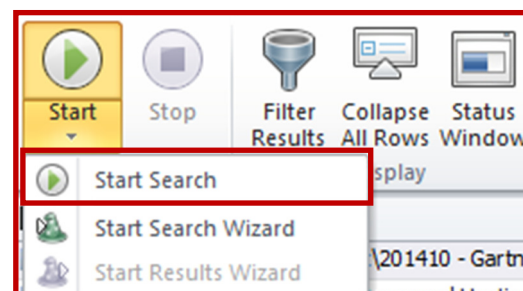 Start Stop Filter Results Collapse All Rows Status Window
splay
Start Search
Start Search Wizard
\201410 - Gartn
Start Results Wizard